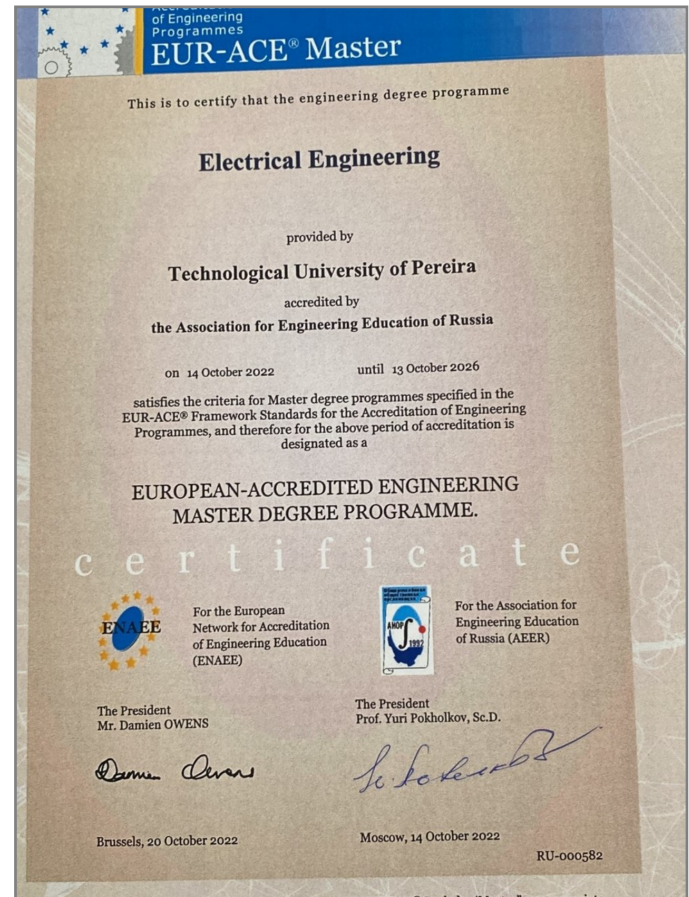 of Engineering
Programmes
EUR-ACE® Master
This is to certify that the engineering degree programme
Electrical Engineering
provided by
Technological University of Pereira
accredited by
the Association for Engineering Education of Russia
on 14 October 2022 until 13 October 2026
satisfies the criteria for Master degree programmes specified in the
EUR-ACE® Framework Standards for the Accreditation of Engineering
Programmes, and therefore for the above period of accreditation is
designated as a
EUROPEAN-ACCREDITED ENGINEERING
MASTER DEGREE PROGRAMME.
certificate
ENAEE
For the European
Network for Accreditation
of Engineering Education
(ENAEE)
АИОР
1992
For the Association for
Engineering Education
of Russia (AEER)
The President
Mr. Damien OWENS
The President
Prof. Yuri Pokholkov, Sc.D.
Damien Owens
Brussels, 20 October 2022
Moscow, 14 October 2022
RU-000582